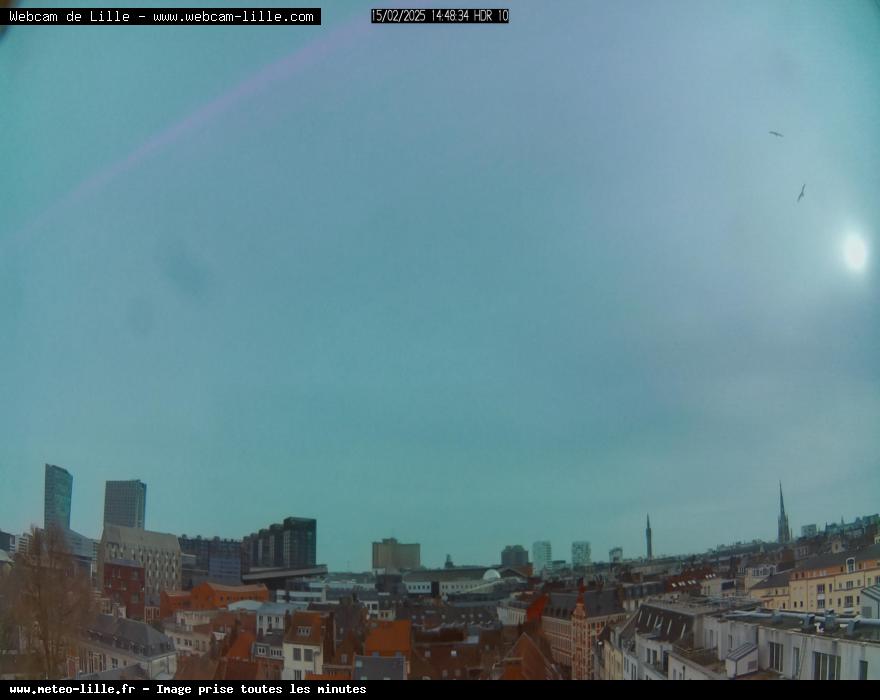 Webcam de Lille - www.webcam-lille.com
15/02/2025 14:48:34 HDR 10
www.meteo-lille.fr - Image prise toutes les minutes